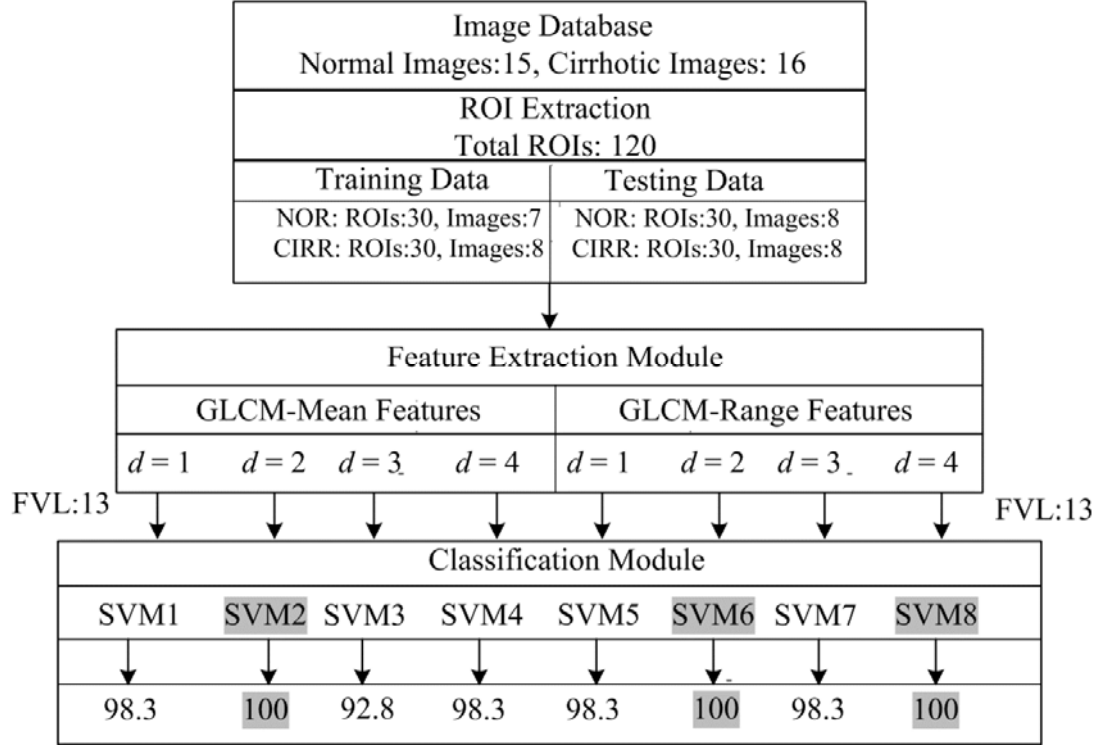 Image Database
Normal Images:15, Cirrhotic Images: 16
ROI Extraction
Total ROIs: 120
Training Data Testing Data
NOR: ROIs:30, Images:7 NOR: ROIs:30, Images:8
CIRR: ROIs:30, Images:8 CIRR: ROIs:30, Images:8
Feature Extraction Module
GLCM-Mean Features GLCM-Range Features
d = 1 d = 2 d = 3 d = 4 d = 1 d = 2 d = 3 d = 4
FVL:13 FVL:13
Classification Module
SVM1 SVM2 SVM3 SVM4 SVM5 SVM6 SVM7 SVM8
98.3 100 92.8 98.3 98.3 100 98.3 100